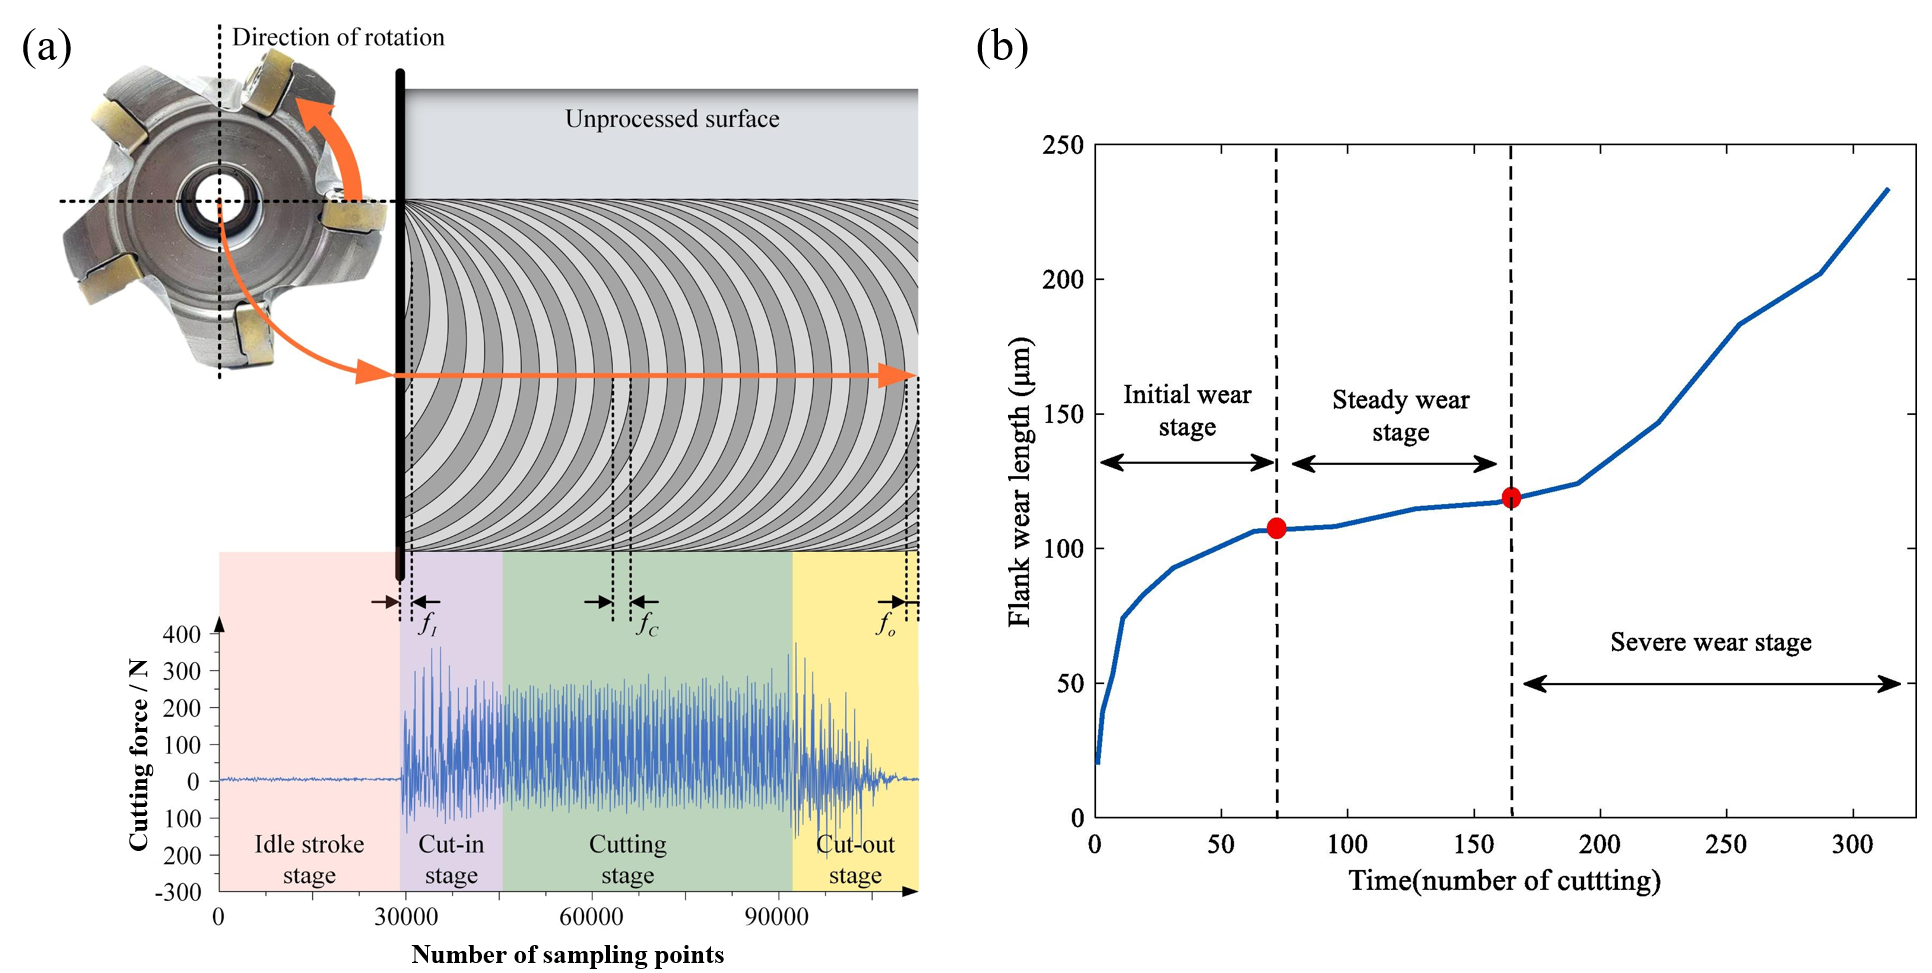 (a)
Direction of rotation
Unprocessed surface
f_I
f_C
f_o
Cutting force / N
400
300
200
100
0
100
200
-300
Idle stroke
stage
Cut-in
stage
Cutting
stage
Cut-out
stage
0
30000
60000
90000
Number of sampling points
(b)
Flank wear length (μm)
250
200
150
100
50
0
Initial wear
stage
Steady wear
stage
Severe wear stage
0
50
100
150
200
250
300
Time(number of cuttting)